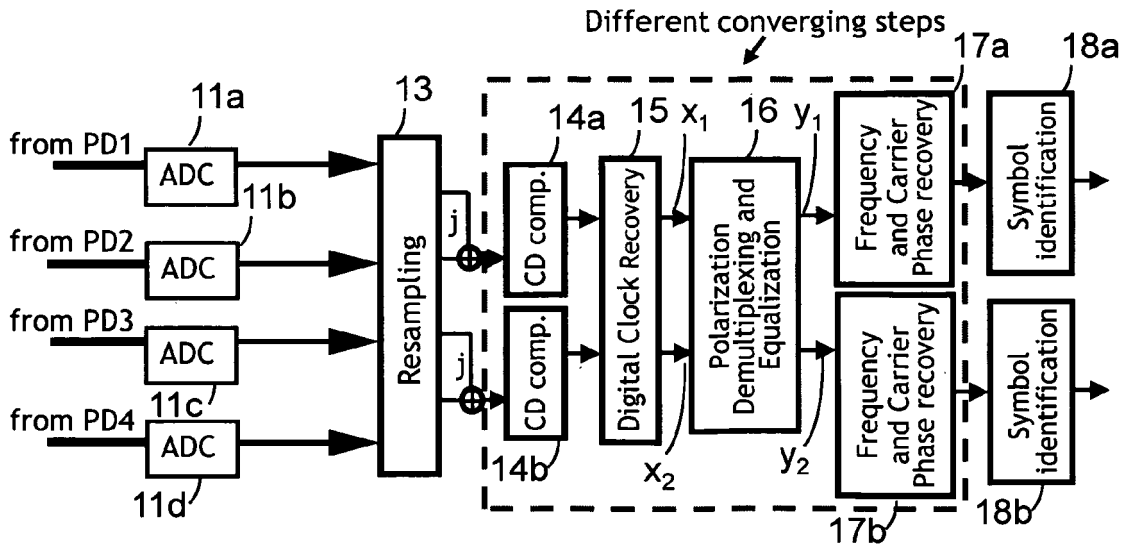 Different converging steps
17a
18a
13
11a
14a
15
x1
16
y1
from PD1
ADC
11b
from PD2
ADC
from PD3
ADC
11c
from PD4
ADC
11d
Resampling
j
j
CD comp.
CD comp.
14b
Digital Clock Recovery
x2
Polarization
Demultiplexing and
Equalization
y2
Frequency
and Carrier
Phase recovery
Frequency
and Carrier
Phase recovery
17b
Symbol
identification
Symbol
identification
18b